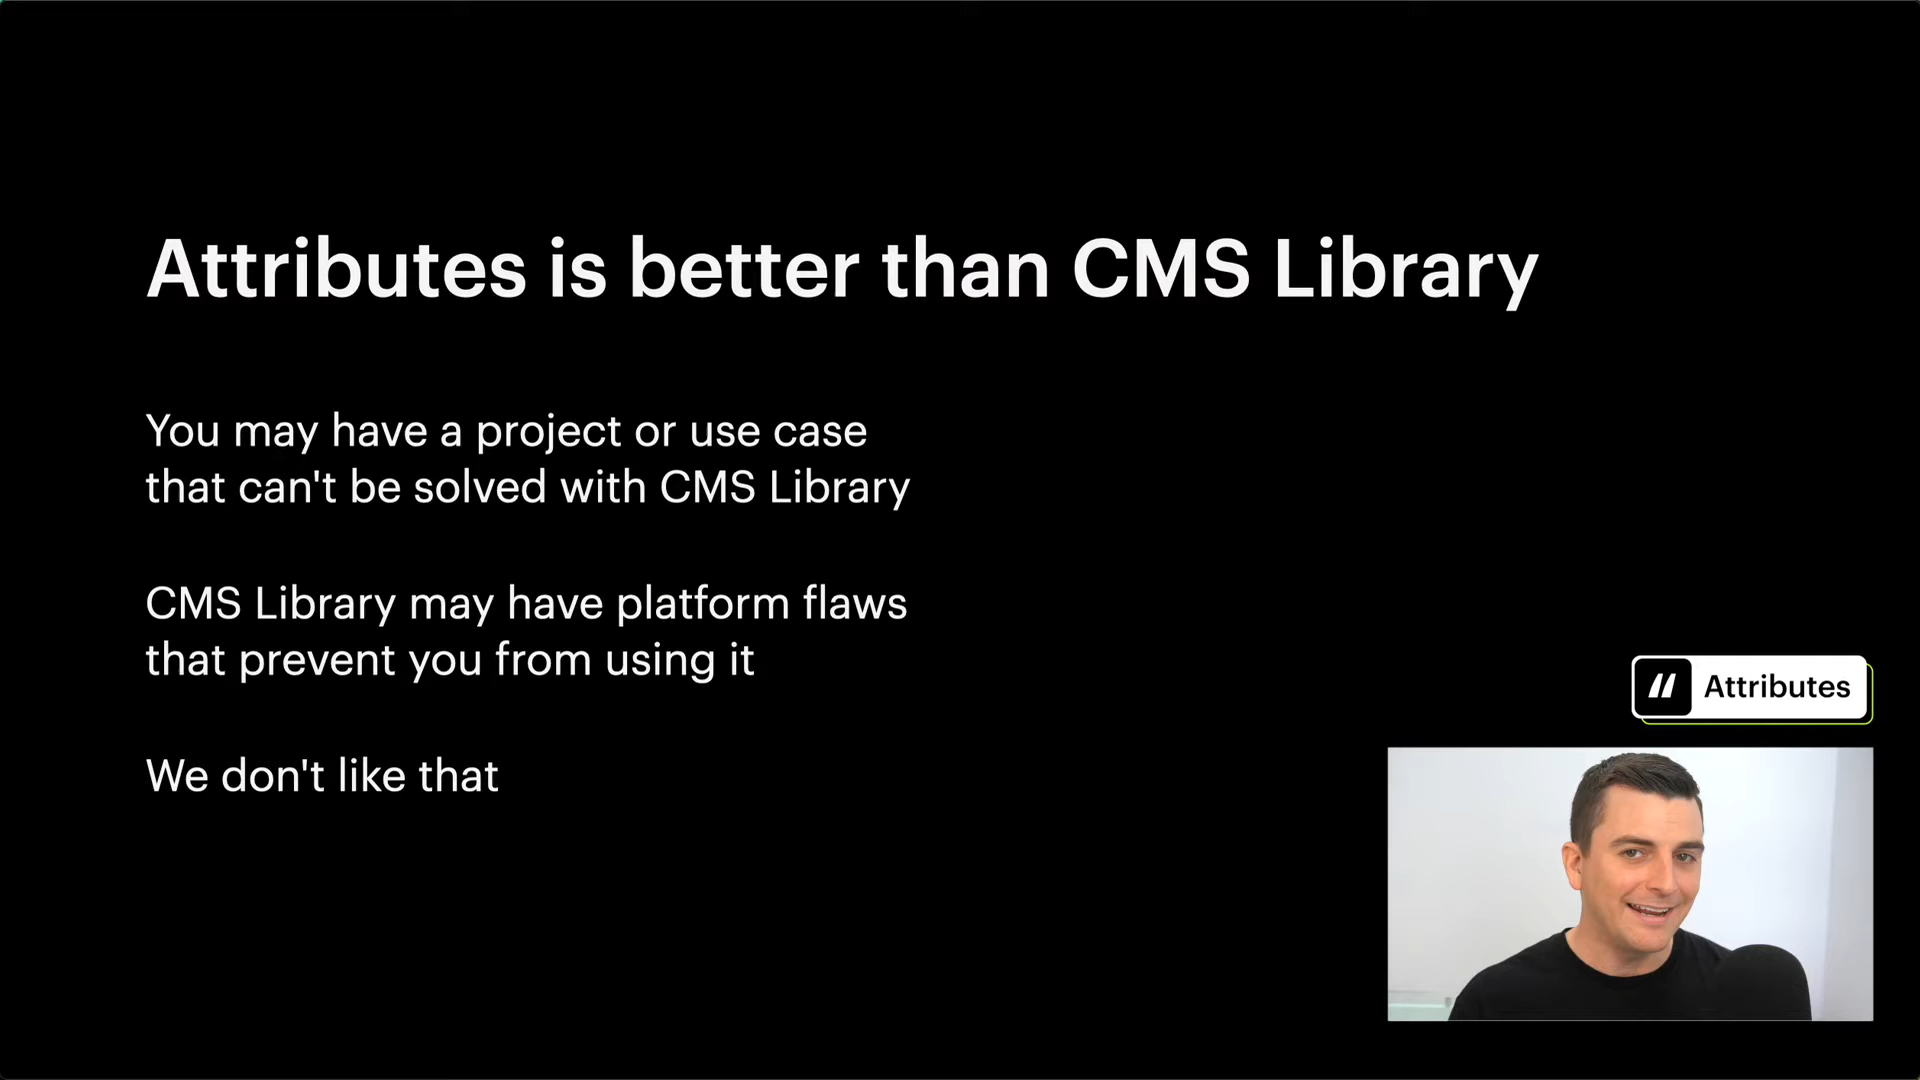 Attributes is better than CMS Library
You may have a project or use case
that can't be solved with CMS Library
CMS Library may have platform flaws
that prevent you from using it
We don't like that
Attributes